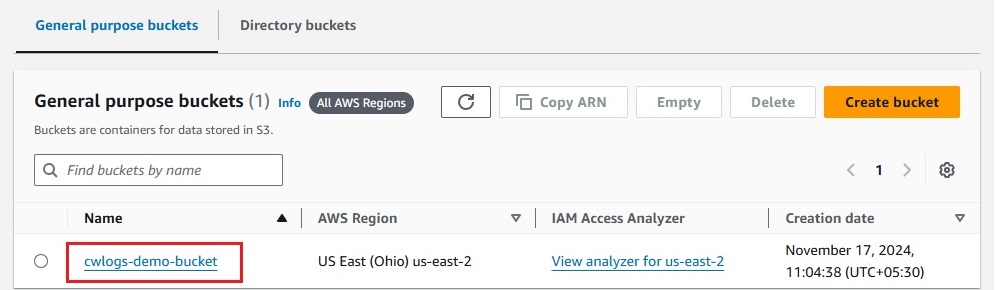 General purpose buckets
Directory buckets
General purpose buckets (1) Info All AWS Regions
Copy ARN
Empty
Delete
Create bucket
Buckets are containers for data stored in S3.
Find buckets by name
1
Name
AWS Region
IAM Access Analyzer
Creation date
cwlogs-demo-bucket
US East (Ohio) us-east-2
View analyzer for us-east-2
November 17, 2024,
11:04:38 (UTC+05:30)